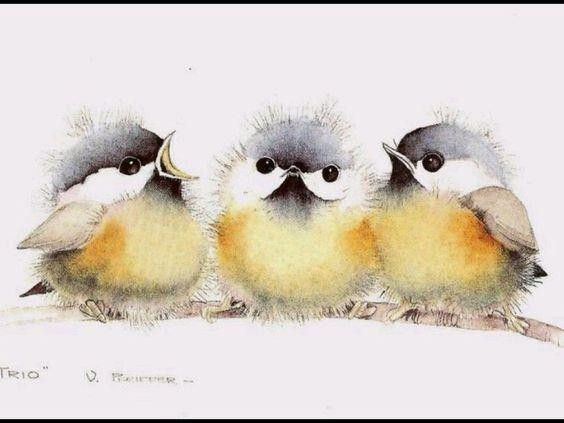 TRIO" V. PFEIFFER -